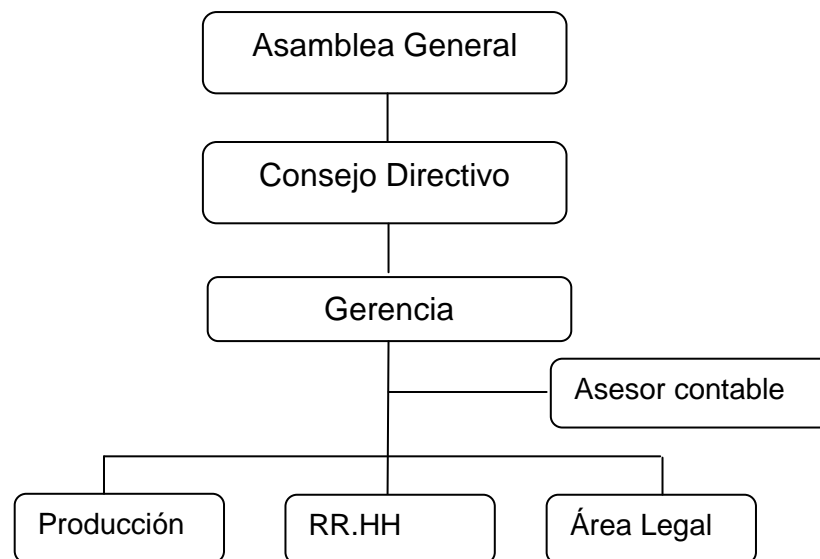 Asamblea General
Consejo Directivo
Gerencia
Asesor contable
Producción
RR.HH
Área Legal